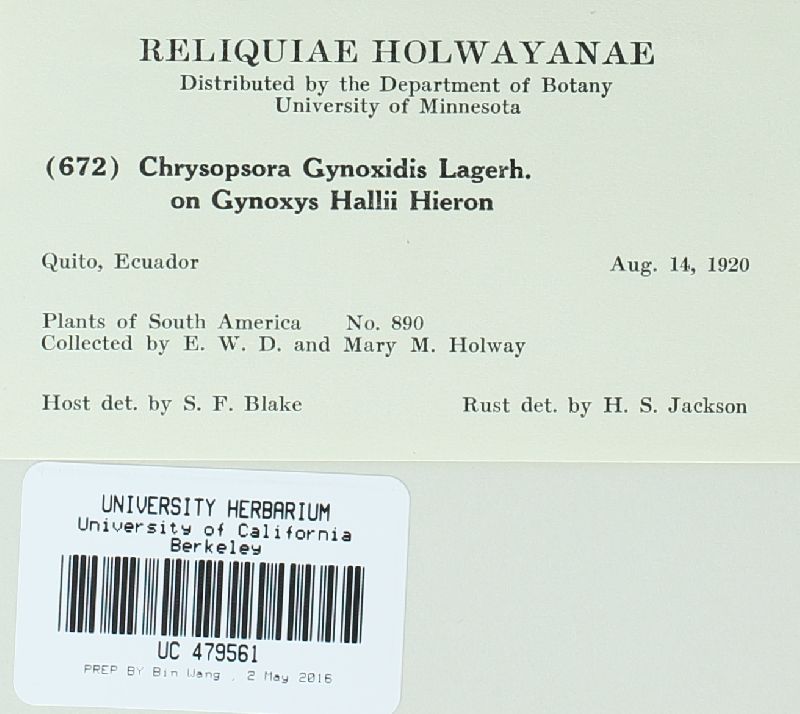 RELIQUIAE HOLWAYANAE
Distributed by the Department of Botany
University of Minnesota
(672) Chrysopsora Gynoxidis Lagerh.
on Gynoxys Hallii Hieron
Quito, Ecuador Aug. 14, 1920
Plants of South America No. 890
Collected by E. W. D. and Mary M. Holway
Host det. by S. F. Blake Rust det. by H. S. Jackson
UNIVERSITY HERBARIUM
University of California
Berkeley
UC 479561
PREP BY Bin Wang , 2 May 2016